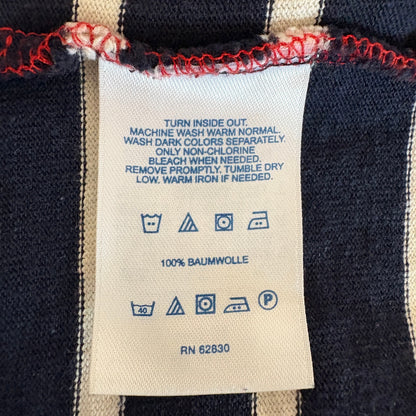 TURN INSIDE OUT.
MACHINE WASH WARM NORMAL.
WASH DARK COLORS SEPARATELY.
ONLY NON-CHLORINE
BLEACH WHEN NEEDED.
REMOVE PROMPTLY. TUMBLE DRY
LOW. WARM IRON IF NEEDED.
100% BAUMWOLLE
40 P
RN 62830